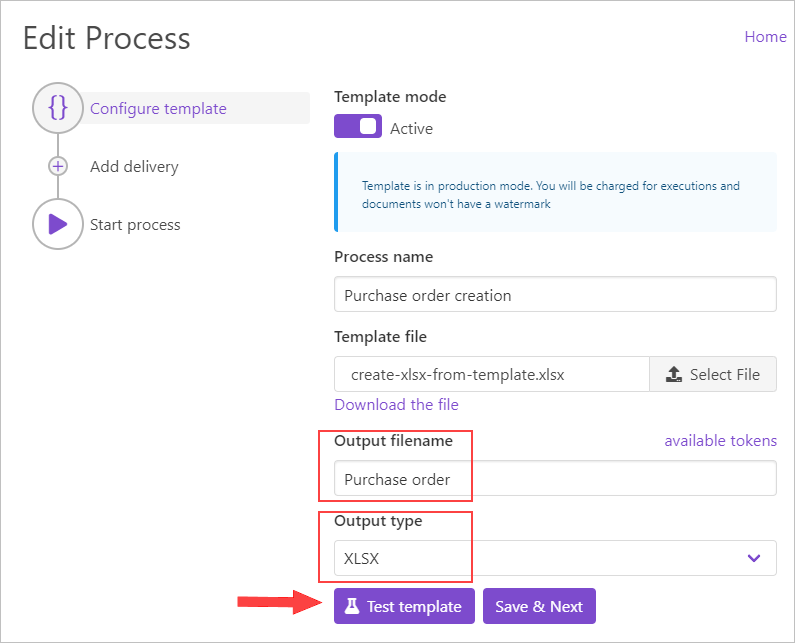 Edit Process
Home
{}
Configure template
Add delivery
Start process
Template mode
Active
Template is in production mode. You will be charged for executions and
documents won't have a watermark
Process name
Purchase order creation
Template file
create-xlsx-from-template.xlsx
Select File
Download the file
Output filename
available tokens
Purchase order
Output type
XLSX
Test template
Save & Next